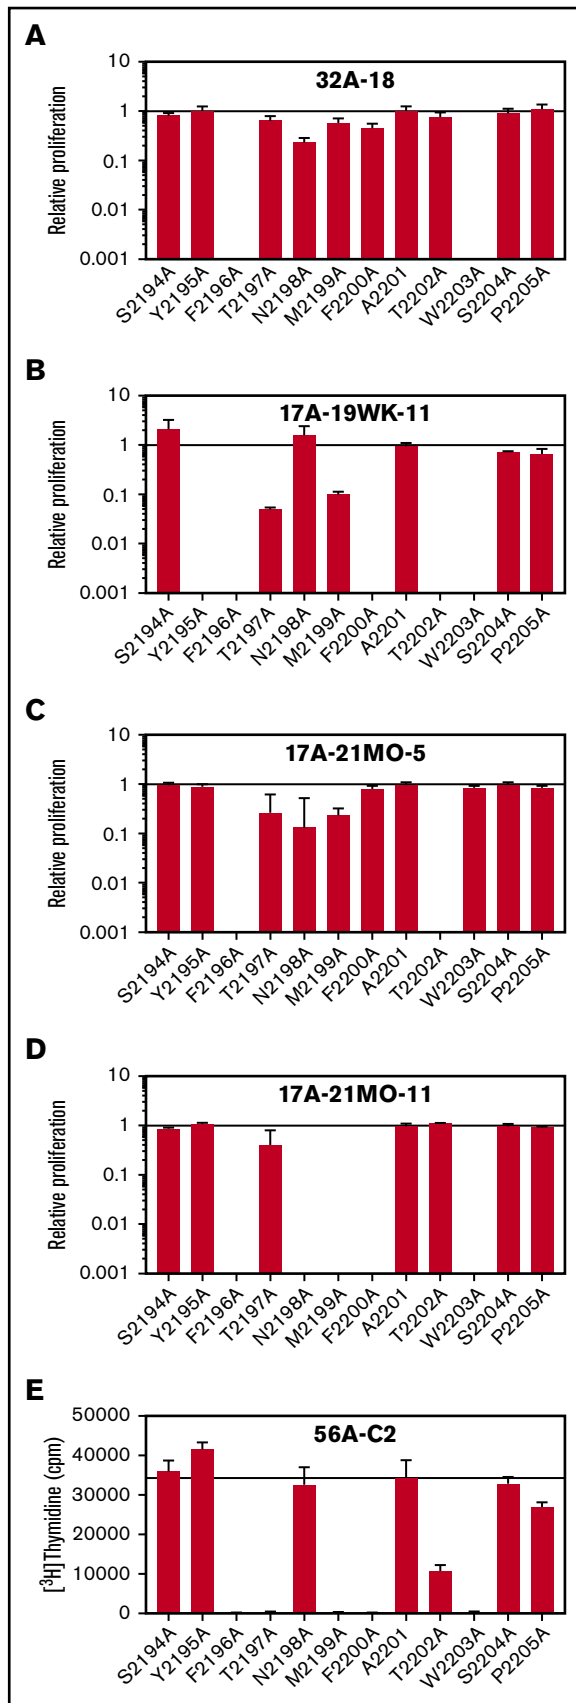 A
32A-18
Relative proliferation
10
1
0.1
0.01
0.001
S2194A
Y2195A
F2196A
T2197A
N2198A
M2199A
F2200A
A2201
T2202A
W2203A
S2204A
P2205A
B
17A-19WK-11
Relative proliferation
10
1
0.1
0.01
0.001
S2194A
Y2195A
F2196A
T2197A
N2198A
M2199A
F2200A
A2201
T2202A
W2203A
S2204A
P2205A
C
17A-21MO-5
Relative proliferation
10
1
0.1
0.01
0.001
S2194A
Y2195A
F2196A
T2197A
N2198A
M2199A
F2200A
A2201
T2202A
W2203A
S2204A
P2205A
D
17A-21MO-11
Relative proliferation
10
1
0.1
0.01
0.001
S2194A
Y2195A
F2196A
T2197A
N2198A
M2199A
F2200A
A2201
T2202A
W2203A
S2204A
P2205A
E
56A-C2
[³H]Thymidine (cpm)
50000
40000
30000
20000
10000
0
S2194A
Y2195A
F2196A
T2197A
N2198A
M2199A
F2200A
A2201
T2202A
W2203A
S2204A
P2205A